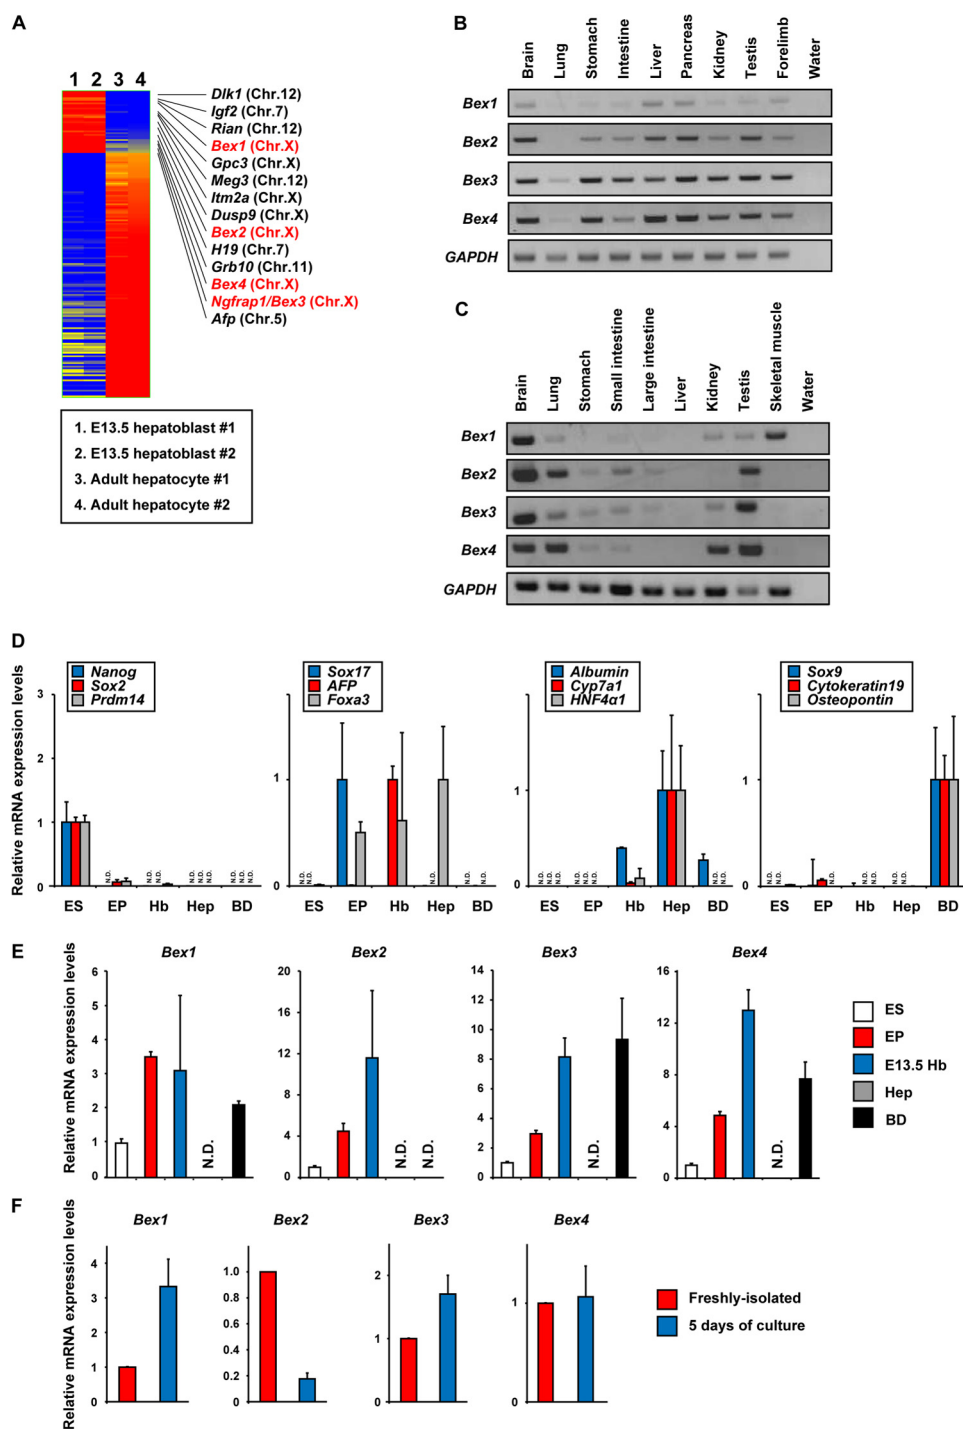 A
1 2 3 4
Dlk1 (Chr.12)
Igf2 (Chr.7)
Rian (Chr.12)
Bex1 (Chr.X)
Gpc3 (Chr.X)
Meg3 (Chr.12)
Itm2a (Chr.X)
Dusp9 (Chr.X)
Bex2 (Chr.X)
H19 (Chr.7)
Grb10 (Chr.11)
Bex4 (Chr.X)
Ngfrap1/Bex3 (Chr.X)
Afp (Chr.5)
1. E13.5 hepatoblast #1
2. E13.5 hepatoblast #2
3. Adult hepatocyte #1
4. Adult hepatocyte #2
B
Brain Lung Stomach Intestine Liver Pancreas Kidney Testis Forelimb Water
Bex1
Bex2
Bex3
Bex4
GAPDH
C
Brain Lung Stomach Small intestine Large intestine Liver Kidney Testis Skeletal muscle Water
Bex1
Bex2
Bex3
Bex4
GAPDH
D
Relative mRNA expression levels
Nanog
Sox2
Prdm14
3
2
1
0
N.D. N.D. N.D. N.D. N.D. N.D. N.D. N.D.
ES EP Hb Hep BD
Sox17
AFP
Foxa3
1
0
N.D. N.D. N.D. N.D. N.D. N.D. N.D.
ES EP Hb Hep BD
Albumin
Cyp7a1
HNF4α1
1
0
N.D. N.D. N.D. N.D. N.D. N.D. N.D. N.D.
ES EP Hb Hep BD
Sox9
Cytokeratin19
Osteopontin
1
0
N.D. N.D. N.D. N.D. N.D. N.D. N.D. N.D.
ES EP Hb Hep BD
E
Relative mRNA expression levels
Bex1
6
5
4
3
2
1
0
N.D.
Bex2
20
16
12
8
4
0
N.D. N.D.
Bex3
14
12
10
8
6
4
2
0
N.D.
Bex4
16
12
8
4
0
N.D.
ES
EP
E13.5 Hb
Hep
BD
F
Relative mRNA expression levels
Bex1
4
3
2
1
0
Bex2
1.0
0.8
0.6
0.4
0.2
0
Bex3
2
1
0
Bex4
1
0
Freshly-isolated
5 days of culture